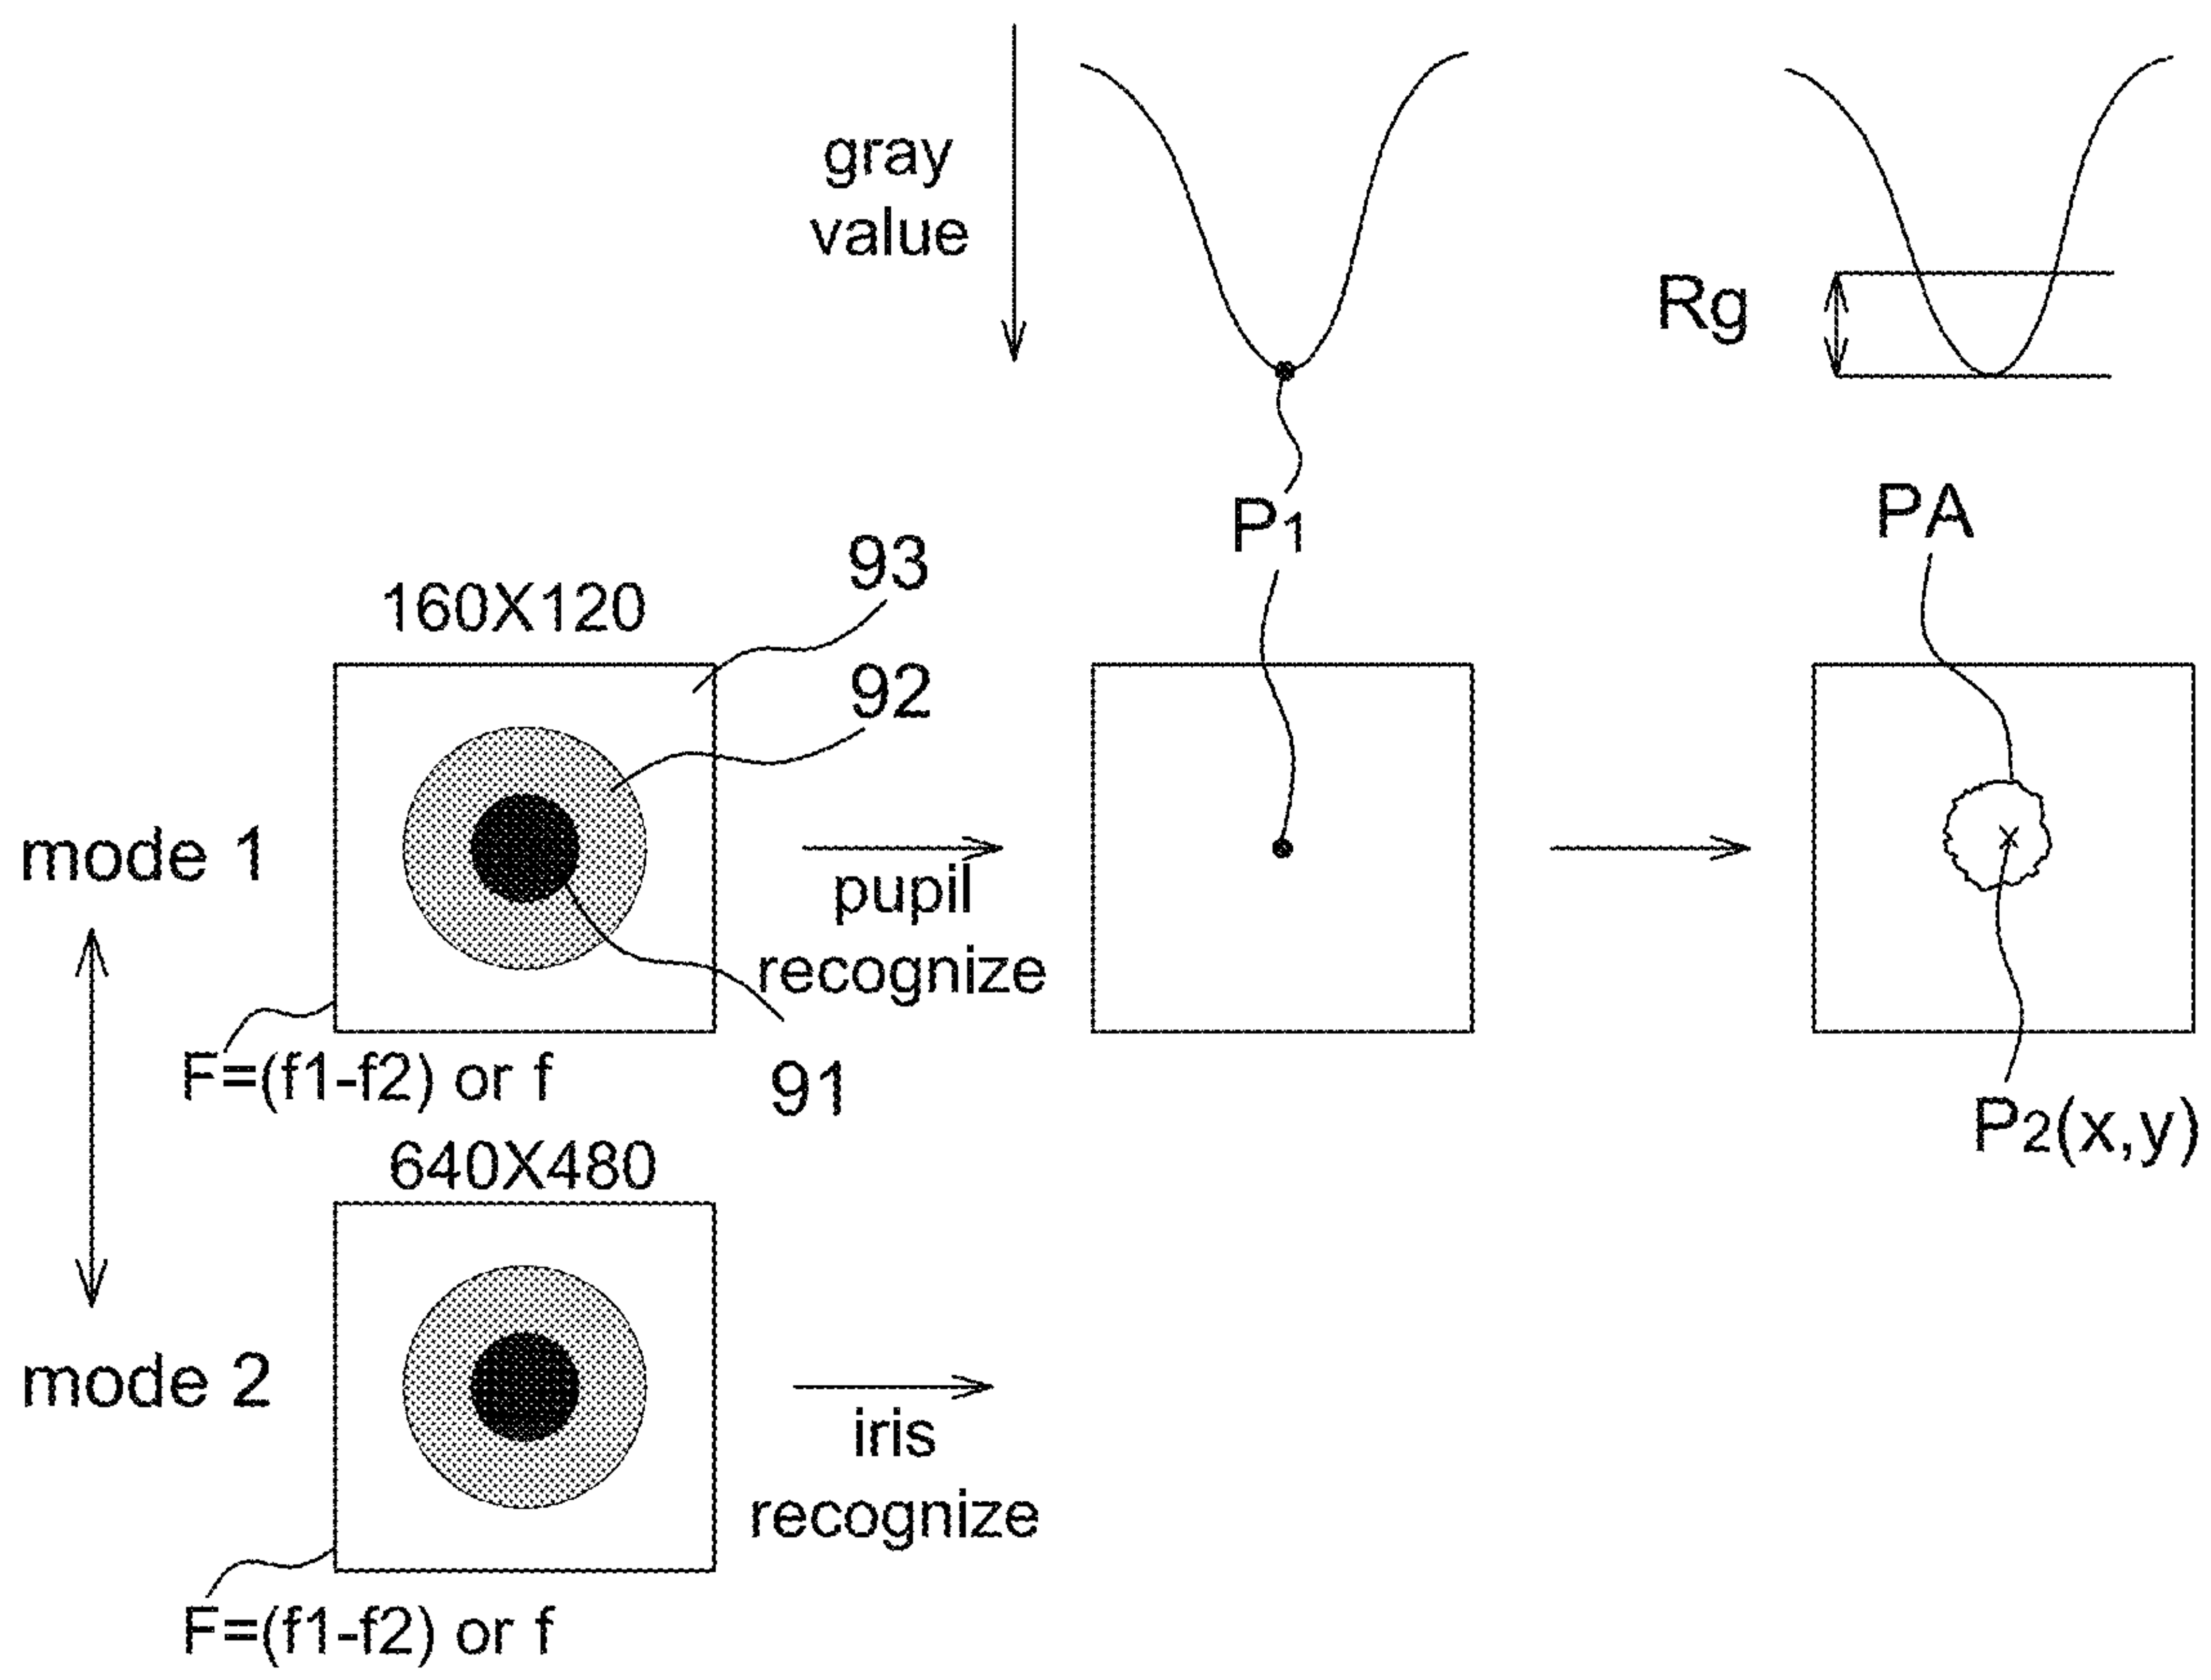 gray
value
Rg
P1
PA
93
160X120
92
mode 1
pupil
recognize
F=(f1-f2) or f
91
P2(x,y)
640X480
mode 2
iris
recognize
F=(f1-f2) or f